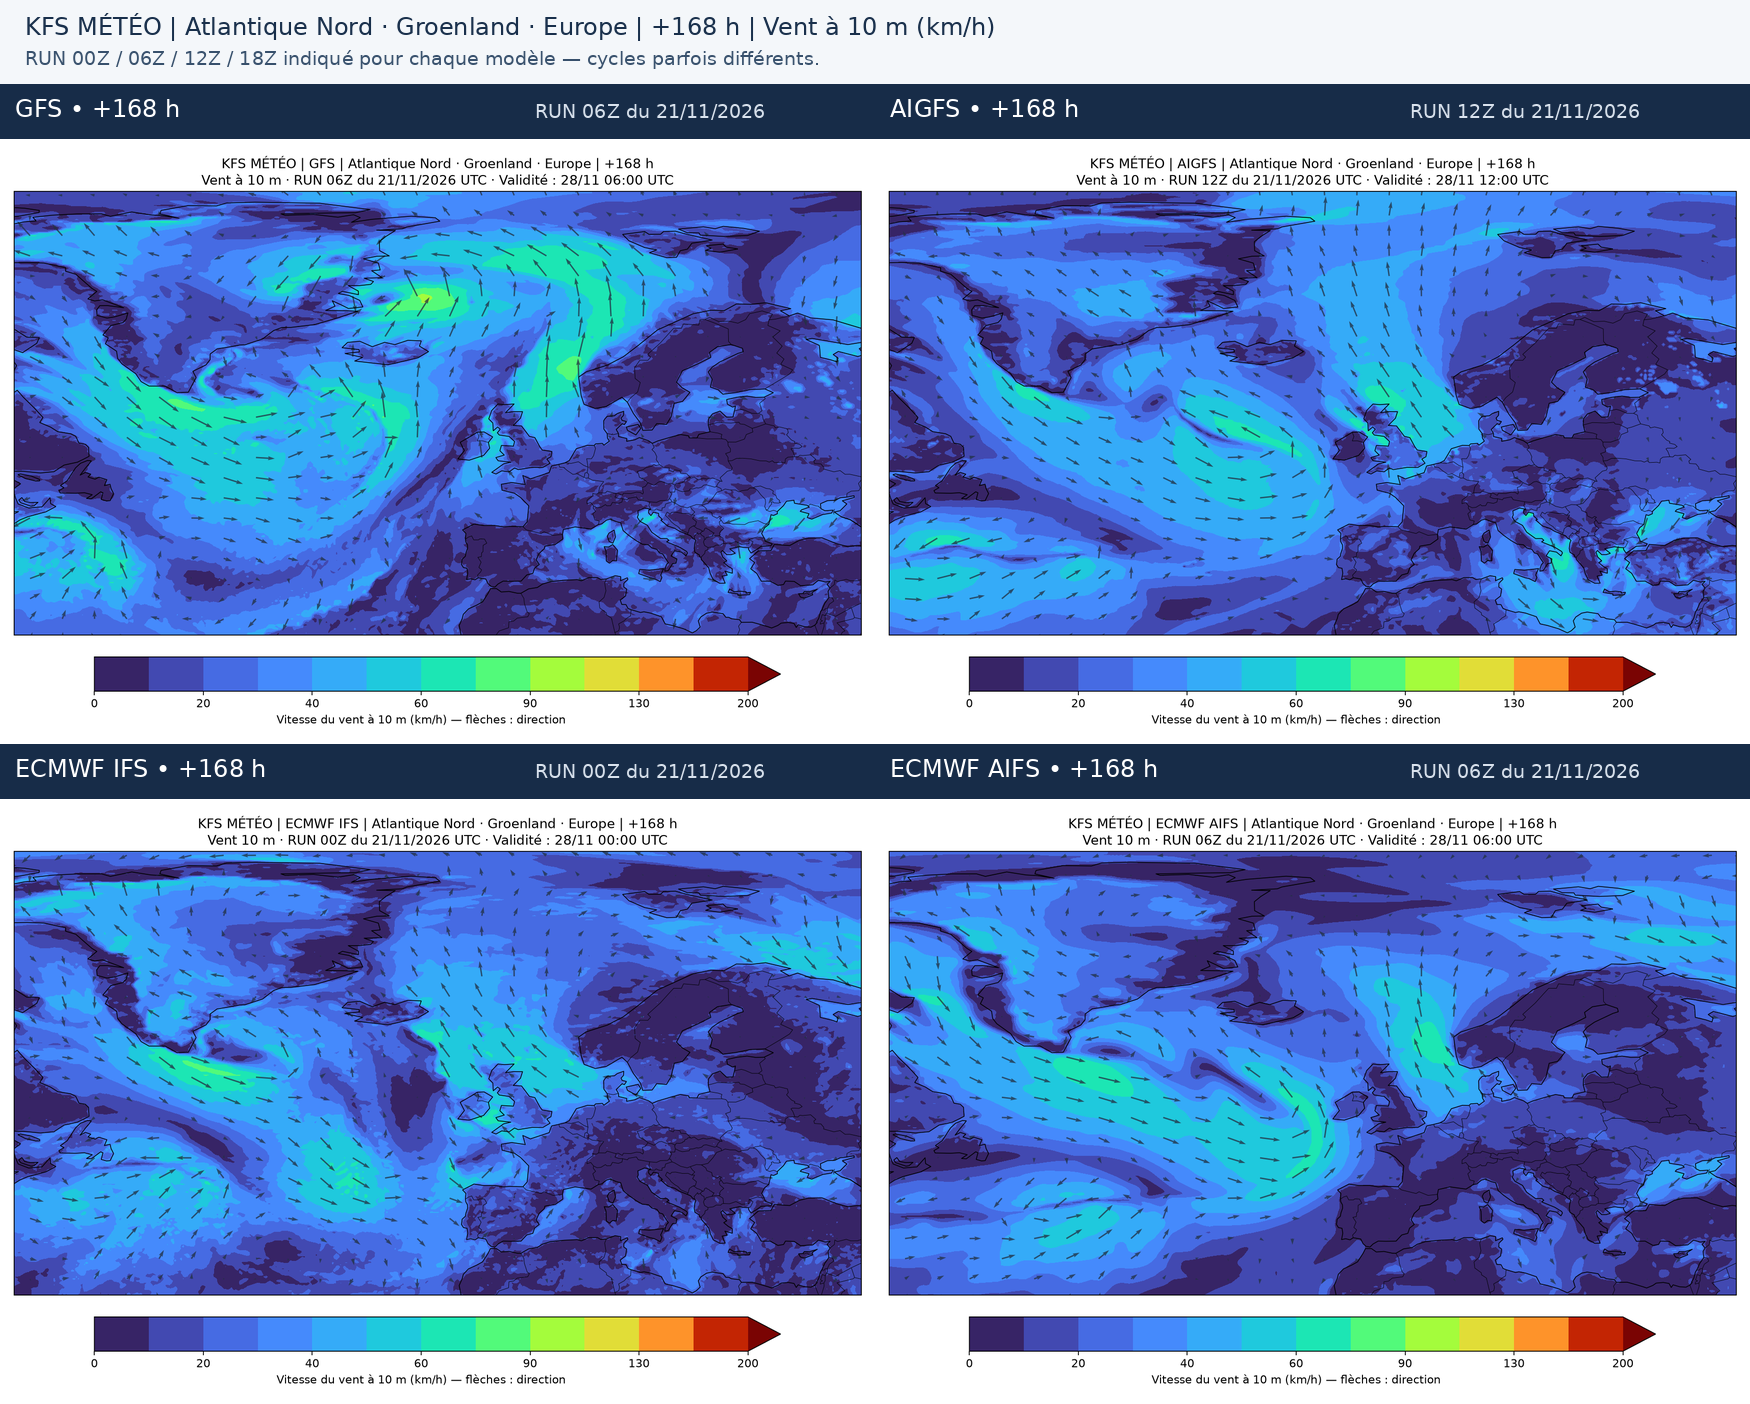 KFS MÉTÉO | Atlantique Nord · Groenland · Europe | +168 h | Vent à 10 m (km/h)
RUN 00Z / 06Z / 12Z / 18Z indiqué pour chaque modèle — cycles parfois différents.
GFS • +168 h
RUN 06Z du 21/11/2026
KFS MÉTÉO | GFS | Atlantique Nord · Groenland · Europe | +168 h
Vent à 10 m · RUN 06Z du 21/11/2026 UTC · Validité : 28/11 06:00 UTC
0 20 40 60 90 130 200
Vitesse du vent à 10 m (km/h) — flèches : direction
AIGFS • +168 h
RUN 12Z du 21/11/2026
KFS MÉTÉO | AIGFS | Atlantique Nord · Groenland · Europe | +168 h
Vent à 10 m · RUN 12Z du 21/11/2026 UTC · Validité : 28/11 12:00 UTC
0 20 40 60 90 130 200
Vitesse du vent à 10 m (km/h) — flèches : direction
ECMWF IFS • +168 h
RUN 00Z du 21/11/2026
KFS MÉTÉO | ECMWF IFS | Atlantique Nord · Groenland · Europe | +168 h
Vent 10 m · RUN 00Z du 21/11/2026 UTC · Validité : 28/11 00:00 UTC
0 20 40 60 90 130 200
Vitesse du vent à 10 m (km/h) — flèches : direction
ECMWF AIFS • +168 h
RUN 06Z du 21/11/2026
KFS MÉTÉO | ECMWF AIFS | Atlantique Nord · Groenland · Europe | +168 h
Vent 10 m · RUN 06Z du 21/11/2026 UTC · Validité : 28/11 06:00 UTC
0 20 40 60 90 130 200
Vitesse du vent à 10 m (km/h) — flèches : direction